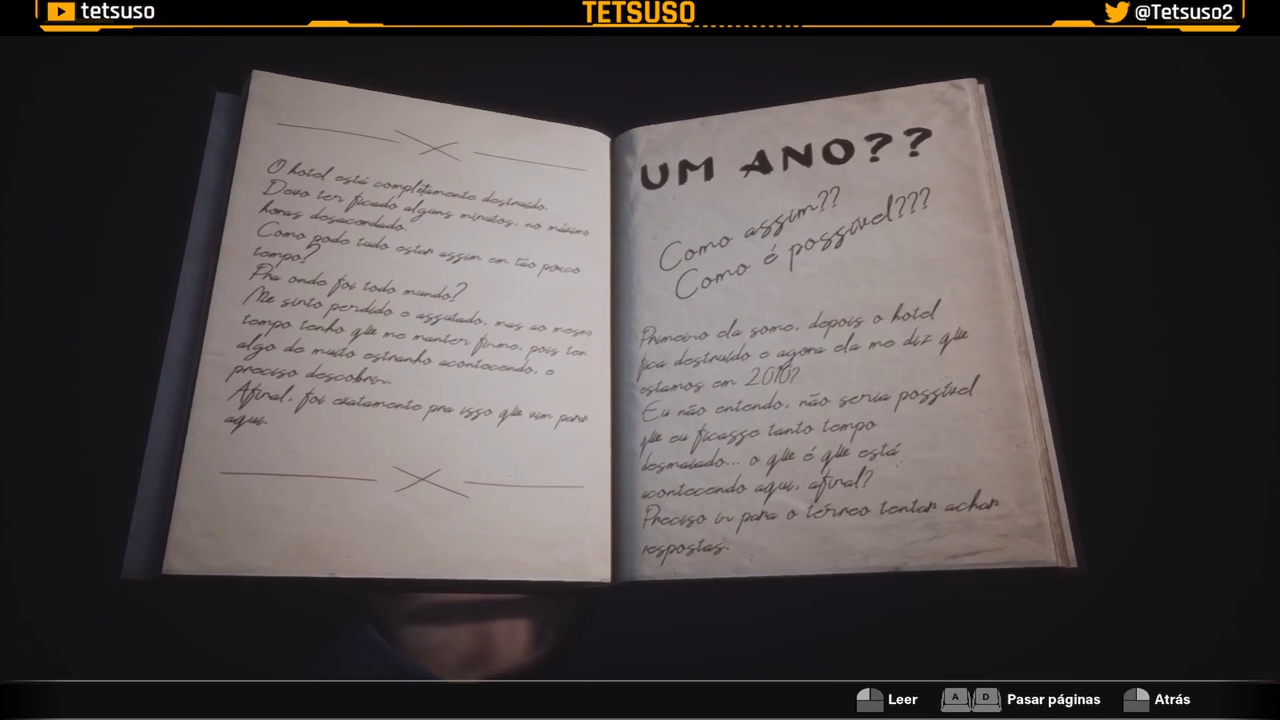 tetsuso
TETSUSO
@Tetsuso2
O hotel está completamente destruído.
Devo ter ficado alguns minutos, no máximo
horas desacordado.
Como pode tudo estar assim em tão pouco
tempo?
Pra onde foi todo mundo?
Me sinto perdido e assutado, mas ao mesmo
tempo tenho que me manter firme, pois tem
algo de muito estranho acontecendo, e
preciso descobrir.
Afinal, foi exatamente pra isso que vim para
aqui.
UM ANO??
Como assim??
Como é possível???
Primeiro ela some, depois o hotel
fica destruído e agora ela me diz que
estamos em 2010?
Eu não entendo, não seria possível
que eu ficasse tanto tempo
desmaiado... o que é que está
acontecendo aqui, afinal?
Preciso ir para o térreo tentar achar
respostas.
Leer
A
D
Pasar páginas
Atrás